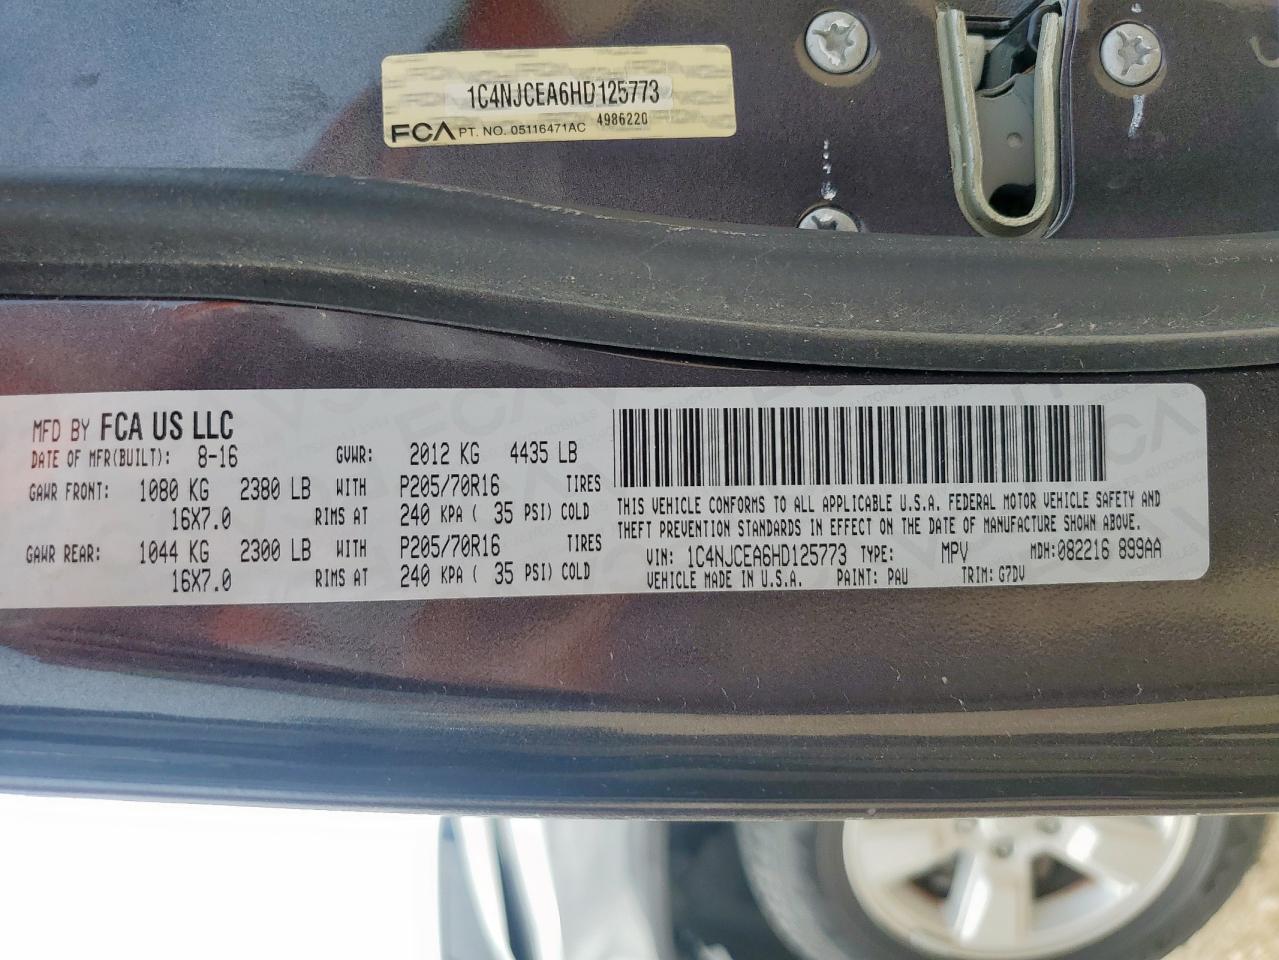 1C4NJCEA6HD125773
FCA PT. NO. 05116471AC 4986220
MFD BY FCA US LLC
DATE OF MFR(BUILT): 8-16 GVWR: 2012 KG 4435 LB
GAWR FRONT: 1080 KG 2380 LB WITH P205/70R16 TIRES
16X7.0 RIMS AT 240 KPA ( 35 PSI) COLD
GAWR REAR: 1044 KG 2300 LB WITH P205/70R16 TIRES
16X7.0 RIMS AT 240 KPA ( 35 PSI) COLD
THIS VEHICLE CONFORMS TO ALL APPLICABLE U.S.A. FEDERAL MOTOR VEHICLE SAFETY AND
THEFT PREVENTION STANDARDS IN EFFECT ON THE DATE OF MANUFACTURE SHOWN ABOVE.
VIN: 1C4NJCEA6HD125773 TYPE: MPV MDH:082216 899AA
VEHICLE MADE IN U.S.A. PAINT: PAU TRIM: G7DV